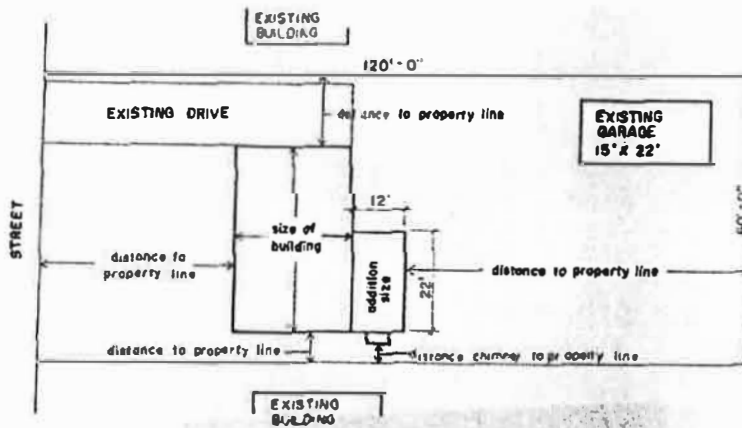 EXISTING
BUILDING
120'-0"
EXISTING DRIVE
distance to property line
EXISTING
GARAGE
15' X 22'
STREET
12'
size of
building
distance to
property line
addition
size
22'
distance to property line
60'-0"
distance to property line
distance chimney to property line
EXISTING
BUILDING